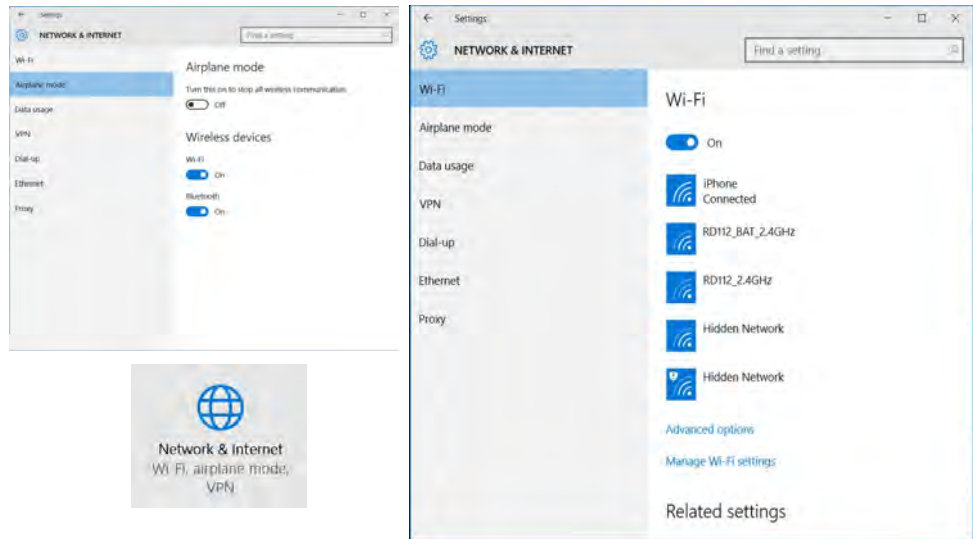 Settings
NETWORK & INTERNET
Find a setting
Wi-Fi
Airplane mode
Data usage
VPN
Dial-up
Ethernet
Proxy
Airplane mode
Turn this on to stop all wireless communication
Off
Wireless devices
Wi-Fi
On
Bluetooth
On
Network & Internet
Wi-Fi, airplane mode,
VPN
Settings
NETWORK & INTERNET
Find a setting
Wi-Fi
Airplane mode
Data usage
VPN
Dial-up
Ethernet
Proxy
Wi-Fi
On
iPhone
Connected
RD112_BAT_2.4GHz
RD112_2.4GHz
Hidden Network
Hidden Network
Advanced options
Manage Wi-Fi settings
Related settings